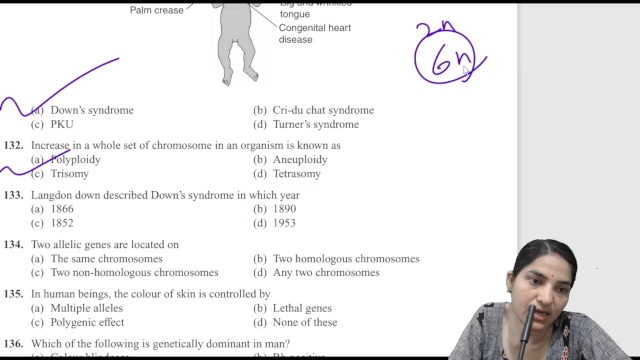 Palm crease
Big and wrinkled
tongue
Congenital heart
disease
2n
6n
(a) Down's syndrome (b) Cri-du chat syndrome
(c) PKU (d) Turner's syndrome
132. Increase in a whole set of chromosome in an organism is known as
(a) Polyploidy (b) Aneuploidy
(c) Trisomy (d) Tetrasomy
133. Langdon down described Down's syndrome in which year
(a) 1866 (b) 1890
(c) 1852 (d) 1953
134. Two allelic genes are located on
(a) The same chromosomes (b) Two homologous chromosomes
(c) Two non-homologous chromosomes (d) Any two chromosomes
135. In human beings, the colour of skin is controlled by
(a) Multiple alleles (b) Lethal genes
(c) Polygenic effect (d) None of these
136. Which of the following is genetically dominant in man?
(a) Colour blindness (b) Rh positive